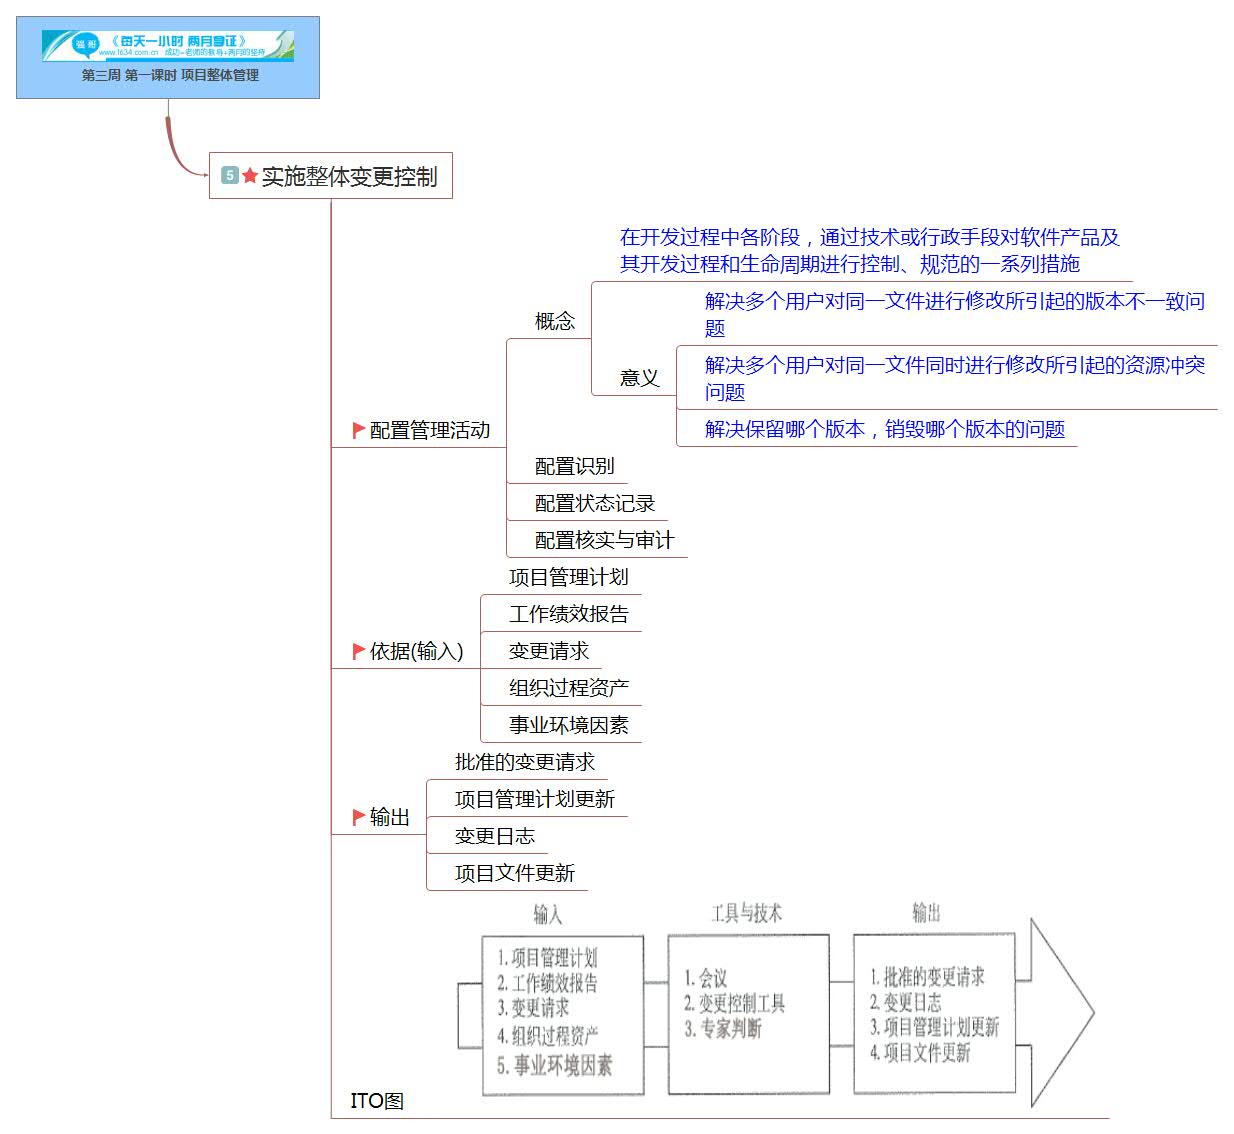 强哥
《每天一小时 两月拿证》
www.1634.com.cn 成功=老师的教导+两月的坚持
第三周 第一课时 项目整体管理
5 实施整体变更控制
配置管理活动
概念
在开发过程中各阶段，通过技术或行政手段对软件产品及
其开发过程和生命周期进行控制、规范的一系列措施
意义
解决多个用户对同一文件进行修改所引起的版本不一致问
题
解决多个用户对同一文件同时进行修改所引起的资源冲突
问题
解决保留哪个版本，销毁哪个版本的问题
配置识别
配置状态记录
配置核实与审计
依据(输入)
项目管理计划
工作绩效报告
变更请求
组织过程资产
事业环境因素
输出
批准的变更请求
项目管理计划更新
变更日志
项目文件更新
ITO图
输入
1. 项目管理计划
2. 工作绩效报告
3. 变更请求
4. 组织过程资产
5. 事业环境因素
工具与技术
1. 会议
2. 变更控制工具
3. 专家判断
输出
1. 批准的变更请求
2. 变更日志
3. 项目管理计划更新
4. 项目文件更新